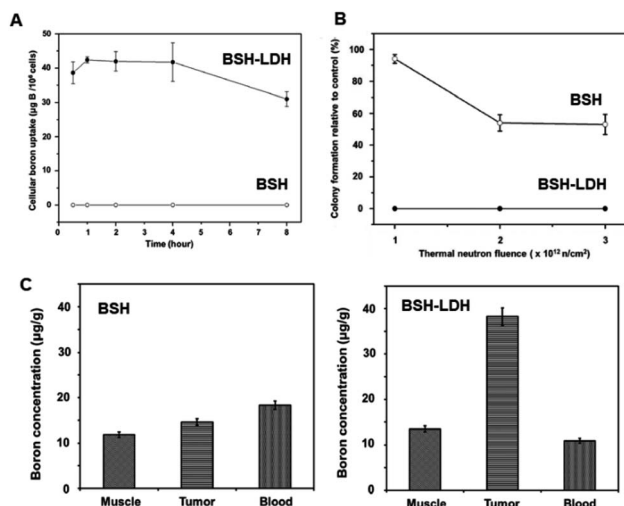 A
Cellular boron uptake (µg B /10⁶ cells)
50
40
30
20
10
0
BSH-LDH
BSH
0
1
2
3
4
5
6
7
8
Time (hour)
B
Colony formation relative to control (%)
100
80
60
40
20
0
BSH
BSH-LDH
1
2
3
Thermal neutron fluence ( x 10¹² n/cm²)
C
Boron concentration (µg/g)
40
30
20
10
0
BSH
Muscle
Tumor
Blood
Boron concentration (µg/g)
40
30
20
10
0
BSH-LDH
Muscle
Tumor
Blood